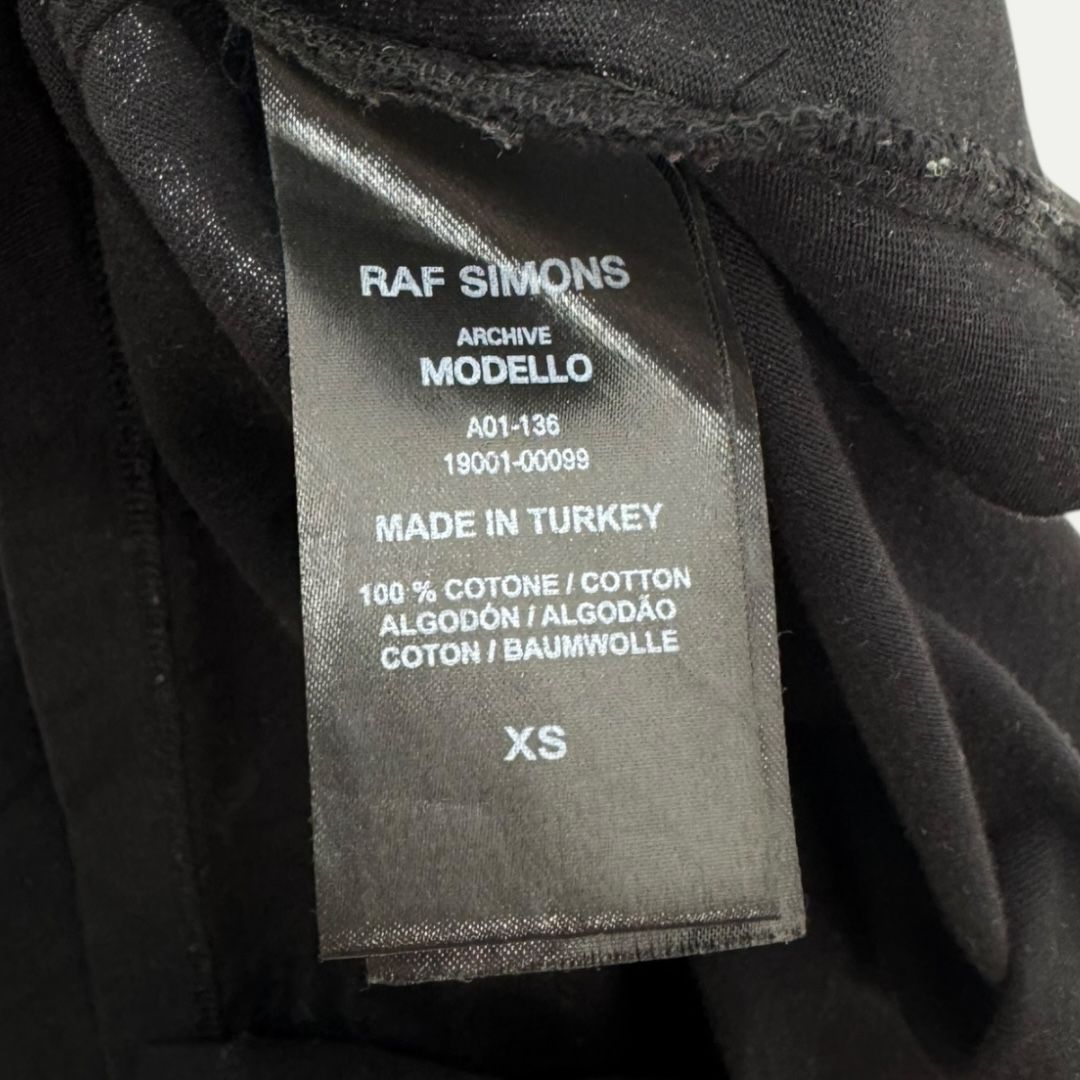 RAF SIMONS
ARCHIVE
MODELLO
A01-136
19001-00099
MADE IN TURKEY
100 % COTONE / COTTON
ALGODÓN / ALGODÃO
COTON / BAUMWOLLE
XS